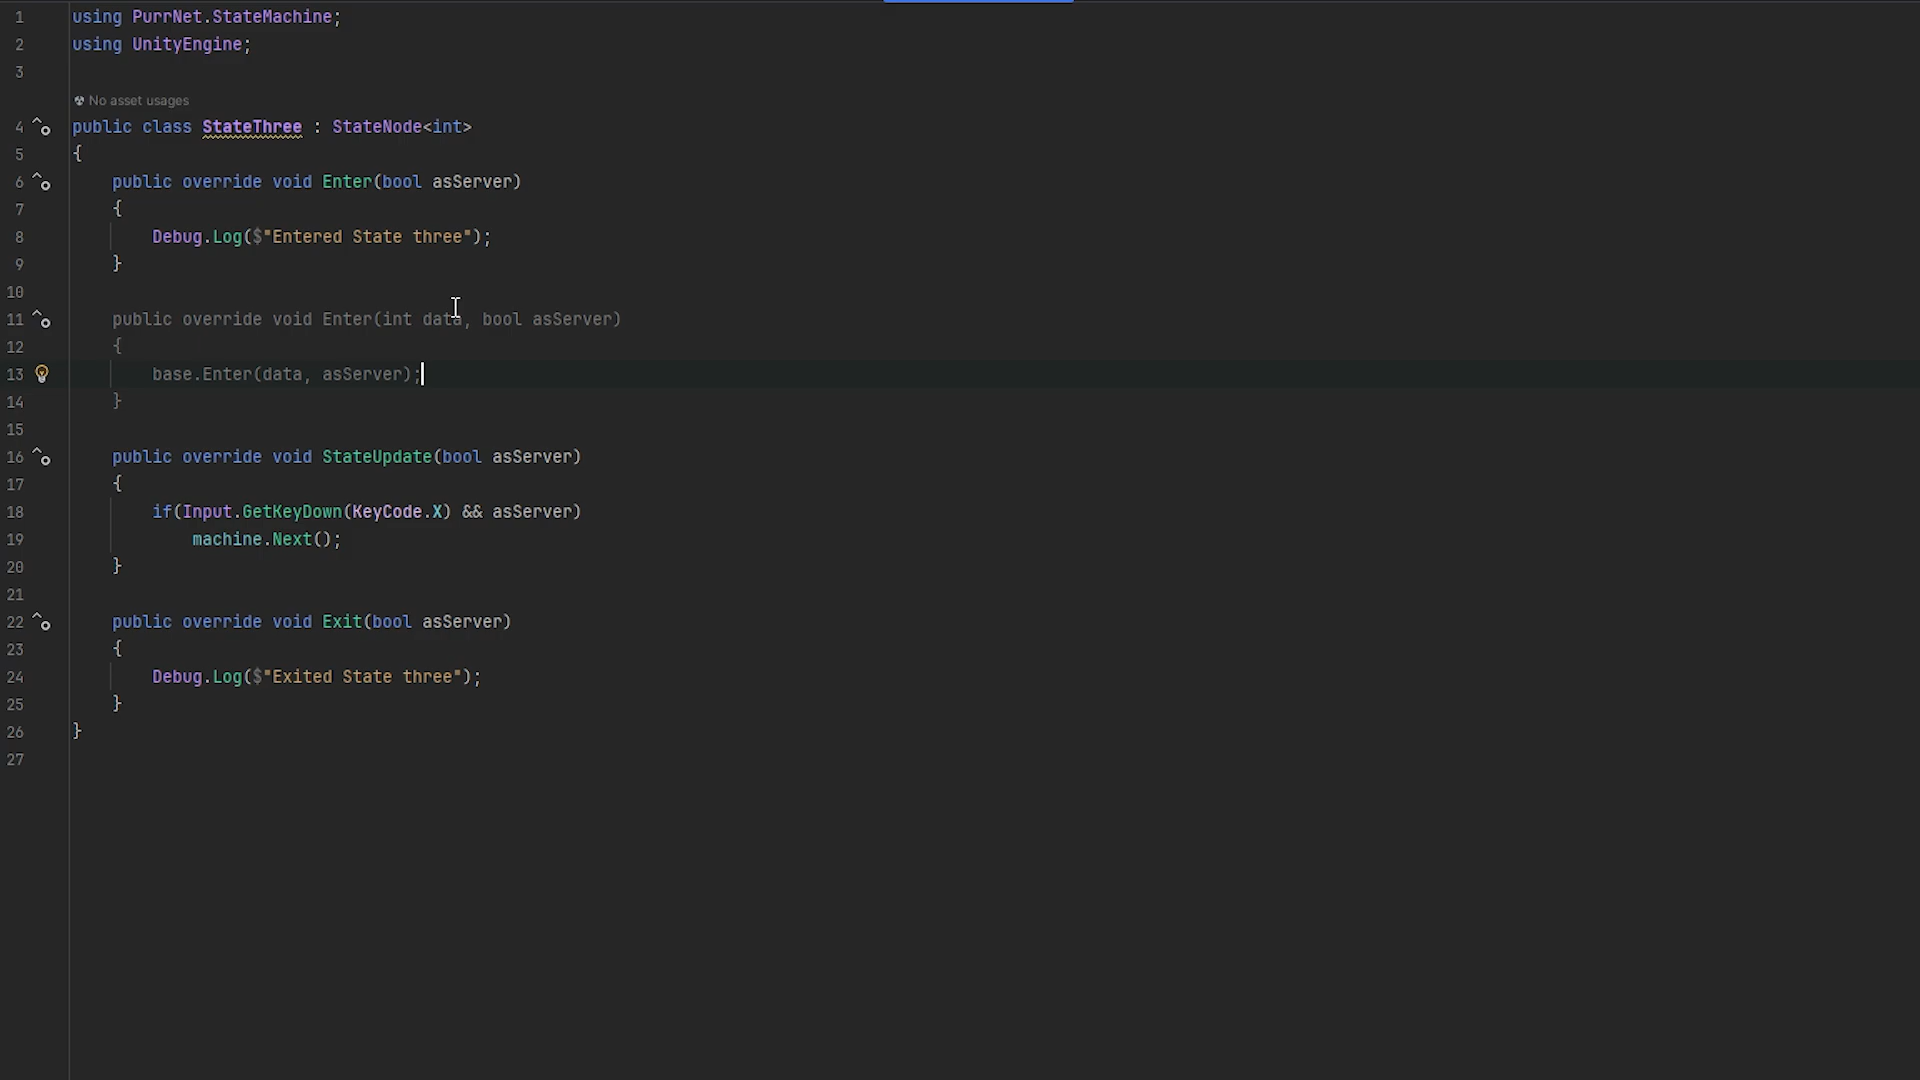 1 using PurrNet.StateMachine;
2 using UnityEngine;
3
No asset usages
4 public class StateThree : StateNode<int>
5 {
6 public override void Enter(bool asServer)
7 {
8 Debug.Log($"Entered State three");
9 }
10
11 public override void Enter(int data, bool asServer)
12 {
13 base.Enter(data, asServer);
14 }
15
16 public override void StateUpdate(bool asServer)
17 {
18 if(Input.GetKeyDown(KeyCode.X) && asServer)
19 machine.Next();
20 }
21
22 public override void Exit(bool asServer)
23 {
24 Debug.Log($"Exited State three");
25 }
26 }
27